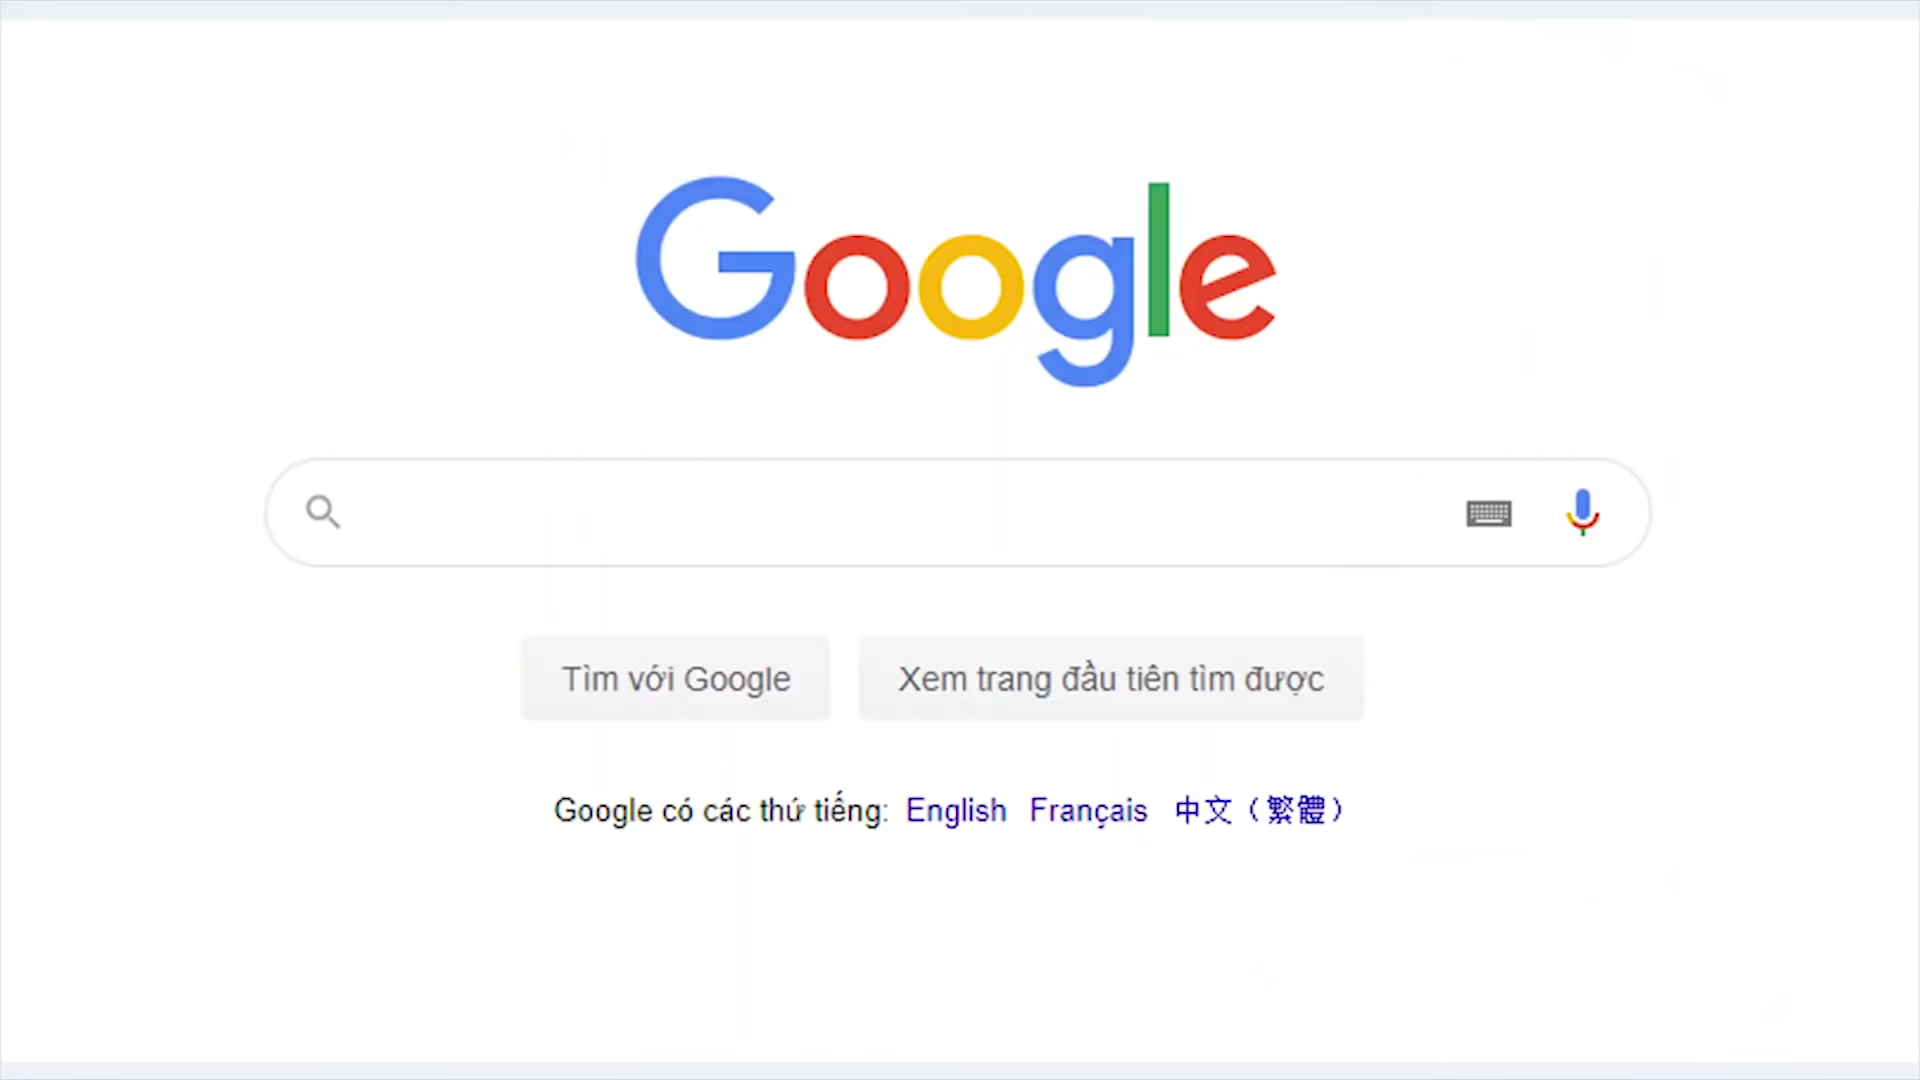 Google
Tìm với Google
Xem trang đầu tiên tìm được
Google có các thứ tiếng: English Français 中文（繁體）